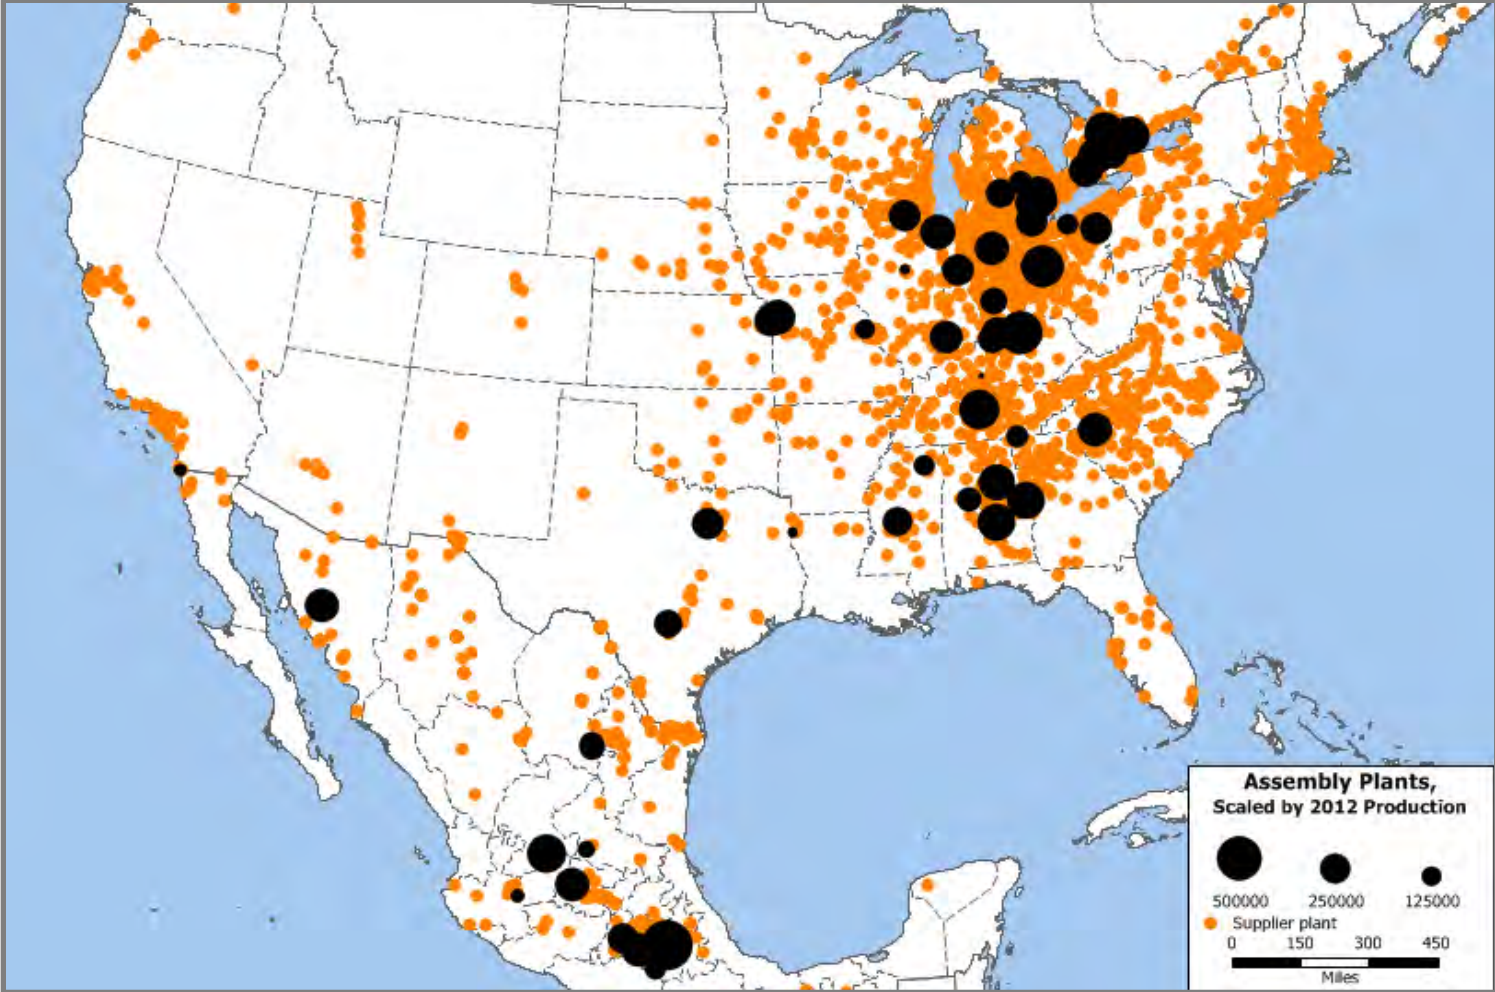 Assembly Plants,
Scaled by 2012 Production
500000 250000 125000
Supplier plant
0 150 300 450
Miles